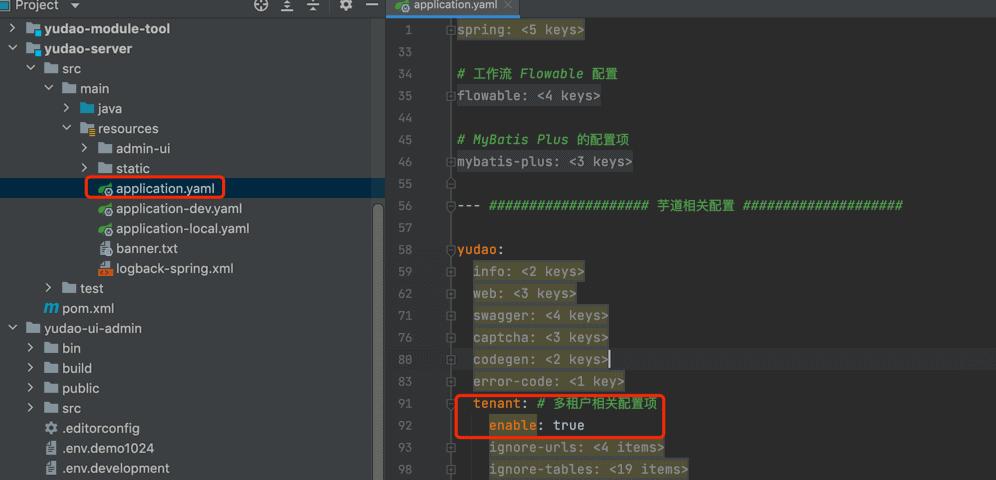 Project
yudao-module-tool
yudao-server
src
main
java
resources
admin-ui
static
application.yaml
application-dev.yaml
application-local.yaml
banner.txt
logback-spring.xml
test
pom.xml
yudao-ui-admin
bin
build
public
src
.editorconfig
.env.demo1024
.env.development
application.yaml
1 spring: <5 keys>
33
34 # 工作流 Flowable 配置
35 flowable: <4 keys>
44
45 # MyBatis Plus 的配置项
46 mybatis-plus: <3 keys>
55
56 --- #################### 芋道相关配置 ####################
57
58 yudao:
59 info: <2 keys>
62 web: <3 keys>
71 swagger: <4 keys>
76 captcha: <3 keys>
80 codegen: <2 keys>
83 error-code: <1 key>
91 tenant: # 多租户相关配置项
92 enable: true
93 ignore-urls: <4 items>
98 ignore-tables: <19 items>